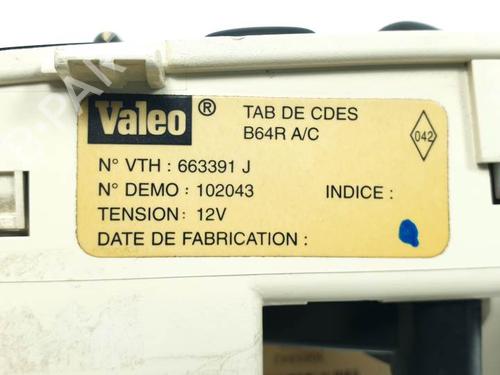 Valeo ® TAB DE CDES
B64R A/C
042
N° VTH : 663391 J
N° DEMO : 102043 INDICE :
TENSION : 12V
DATE DE FABRICATION :